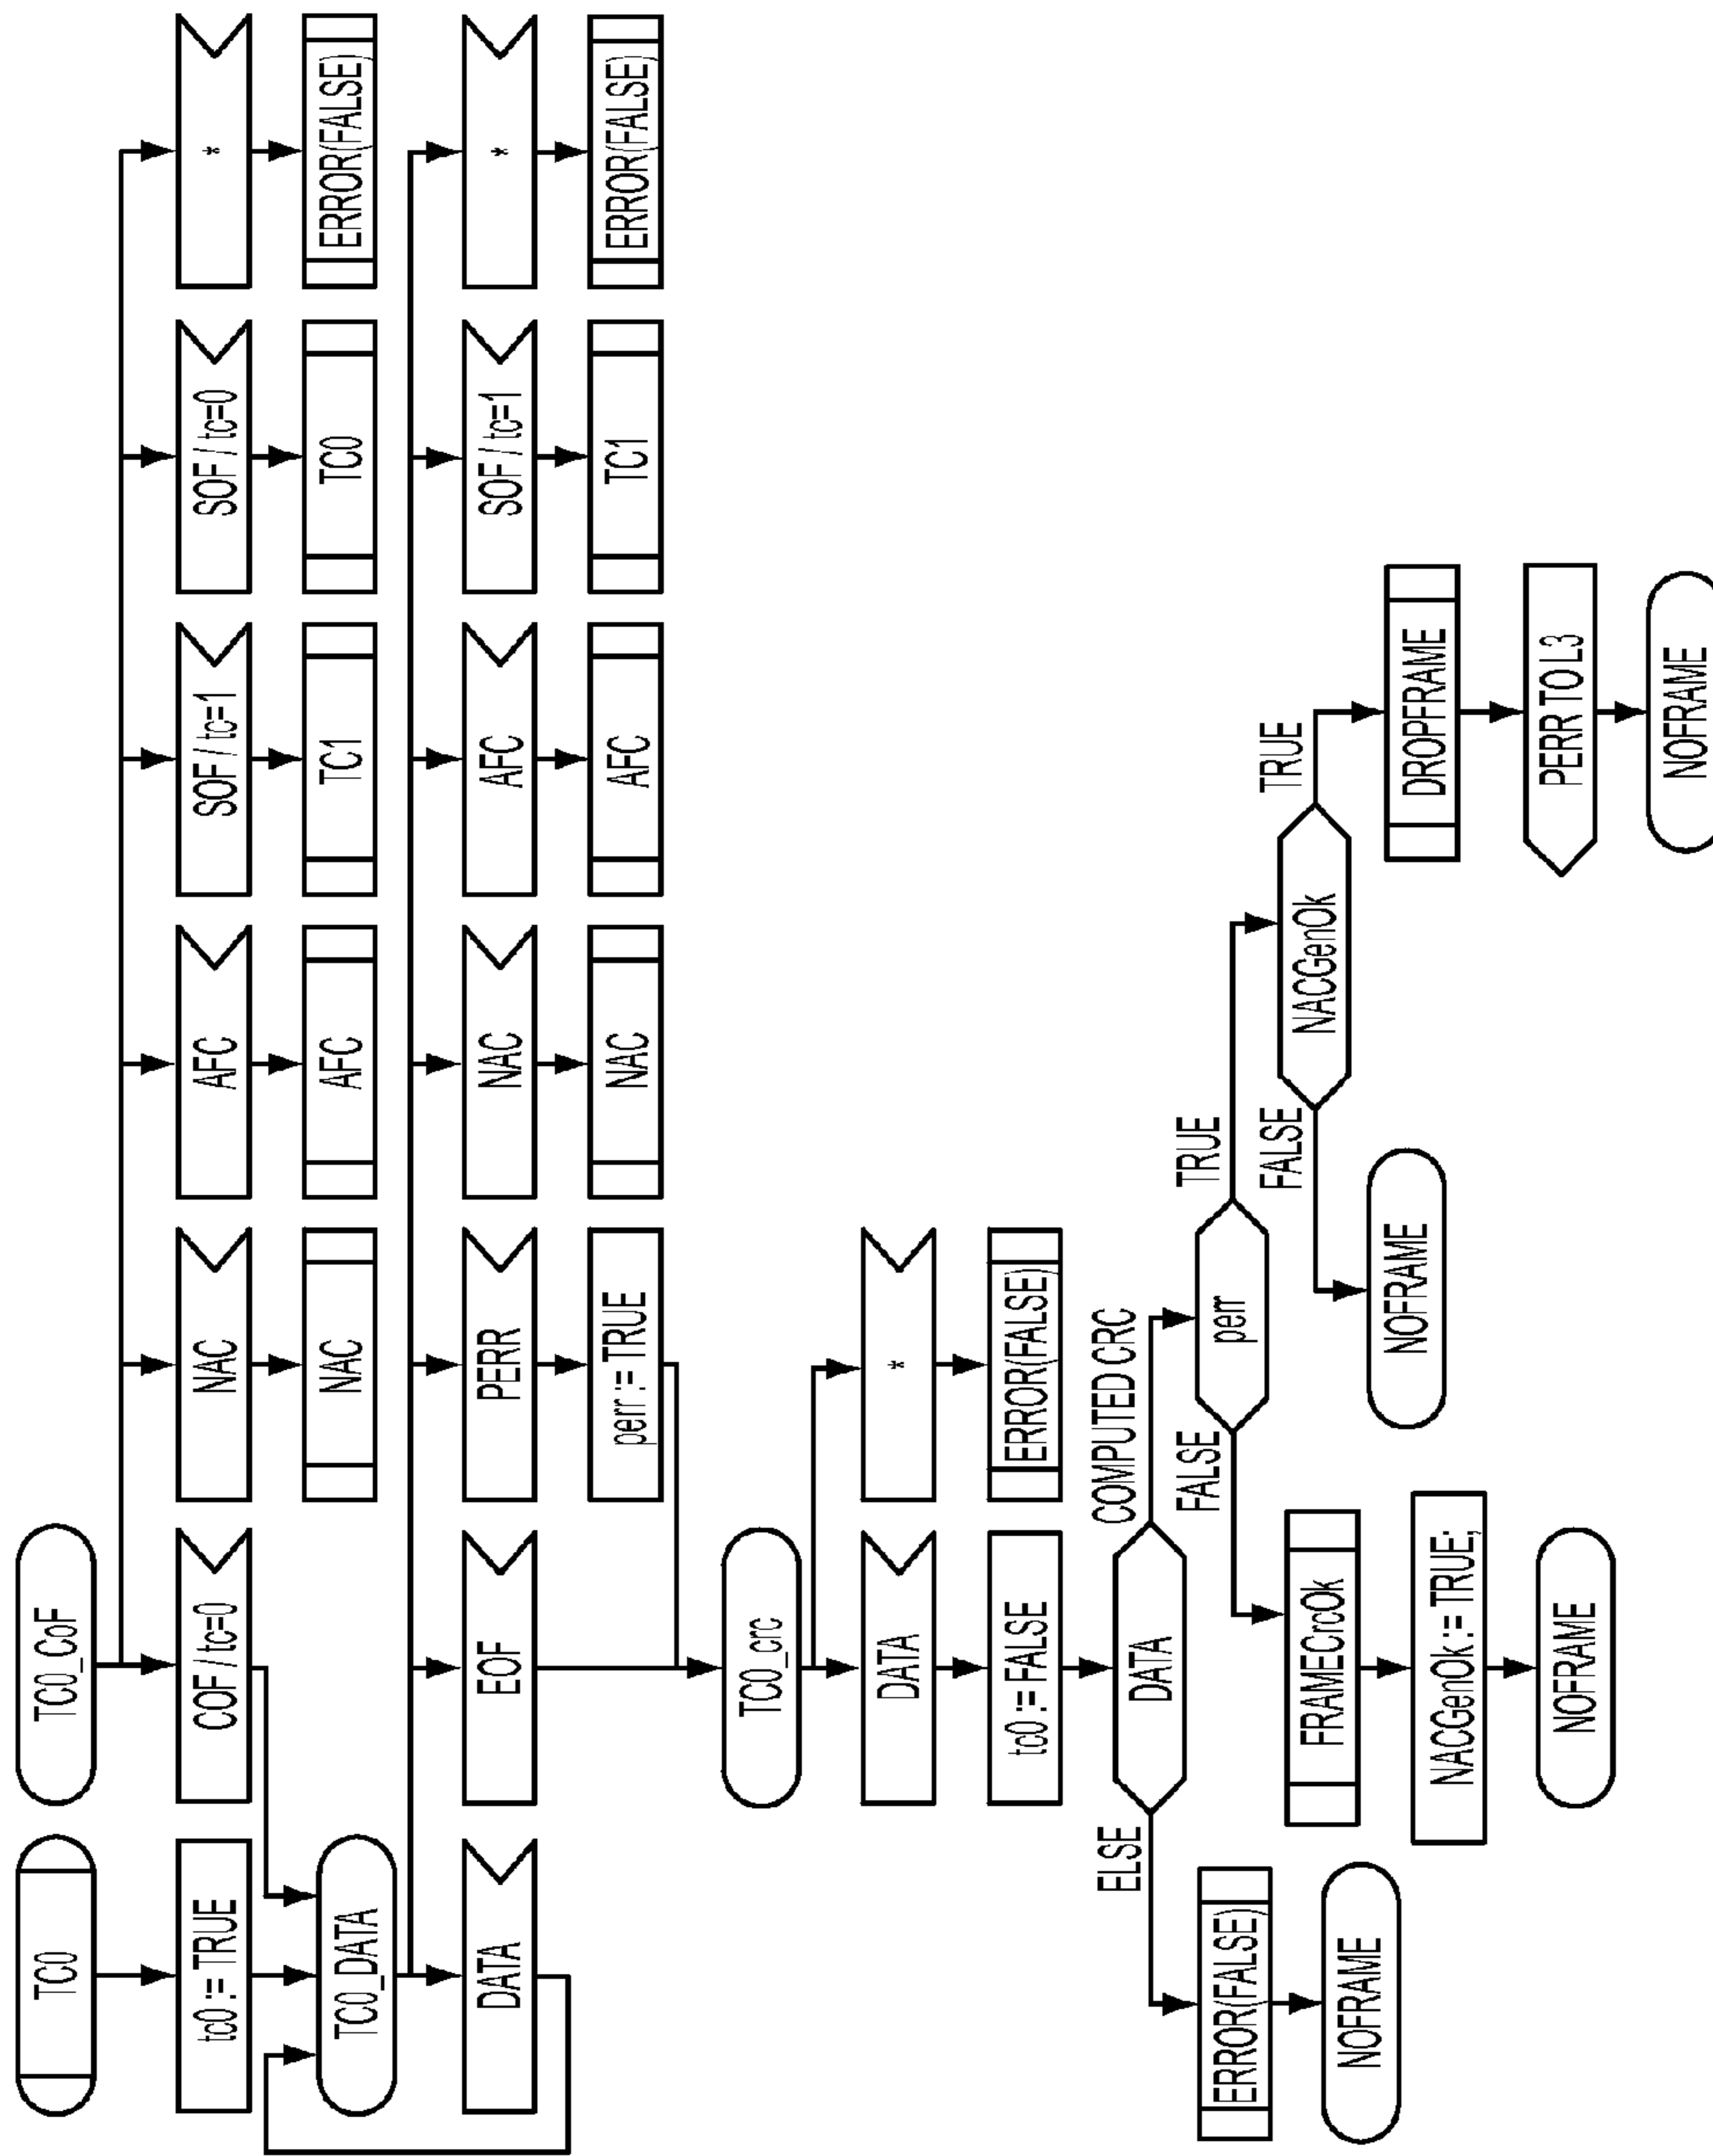 TC0
TC0_CoF
tc0 := TRUE
COF / tc=0
NAC
AFC
SOF / tc=1
SOF / tc=0
*
TC0_DATA
NAC
AFC
TC1
TC0
ERROR(FALSE)
DATA
EOF
PERR
NAC
AFC
SOF / tc=1
*
perr := TRUE
NAC
AFC
TC1
ERROR(FALSE)
TC0_crc
DATA
*
tc0 := FALSE
ERROR(FALSE)
ELSE
DATA
COMPUTED CRC
ERROR(FALSE)
FALSE
perr
TRUE
NOFRAME
FRAMECrcOk
FALSE
NACGenOk
TRUE
NACGenOk := TRUE;
NOFRAME
DROPFRAME
NOFRAME
PERR TO L3
NOFRAME